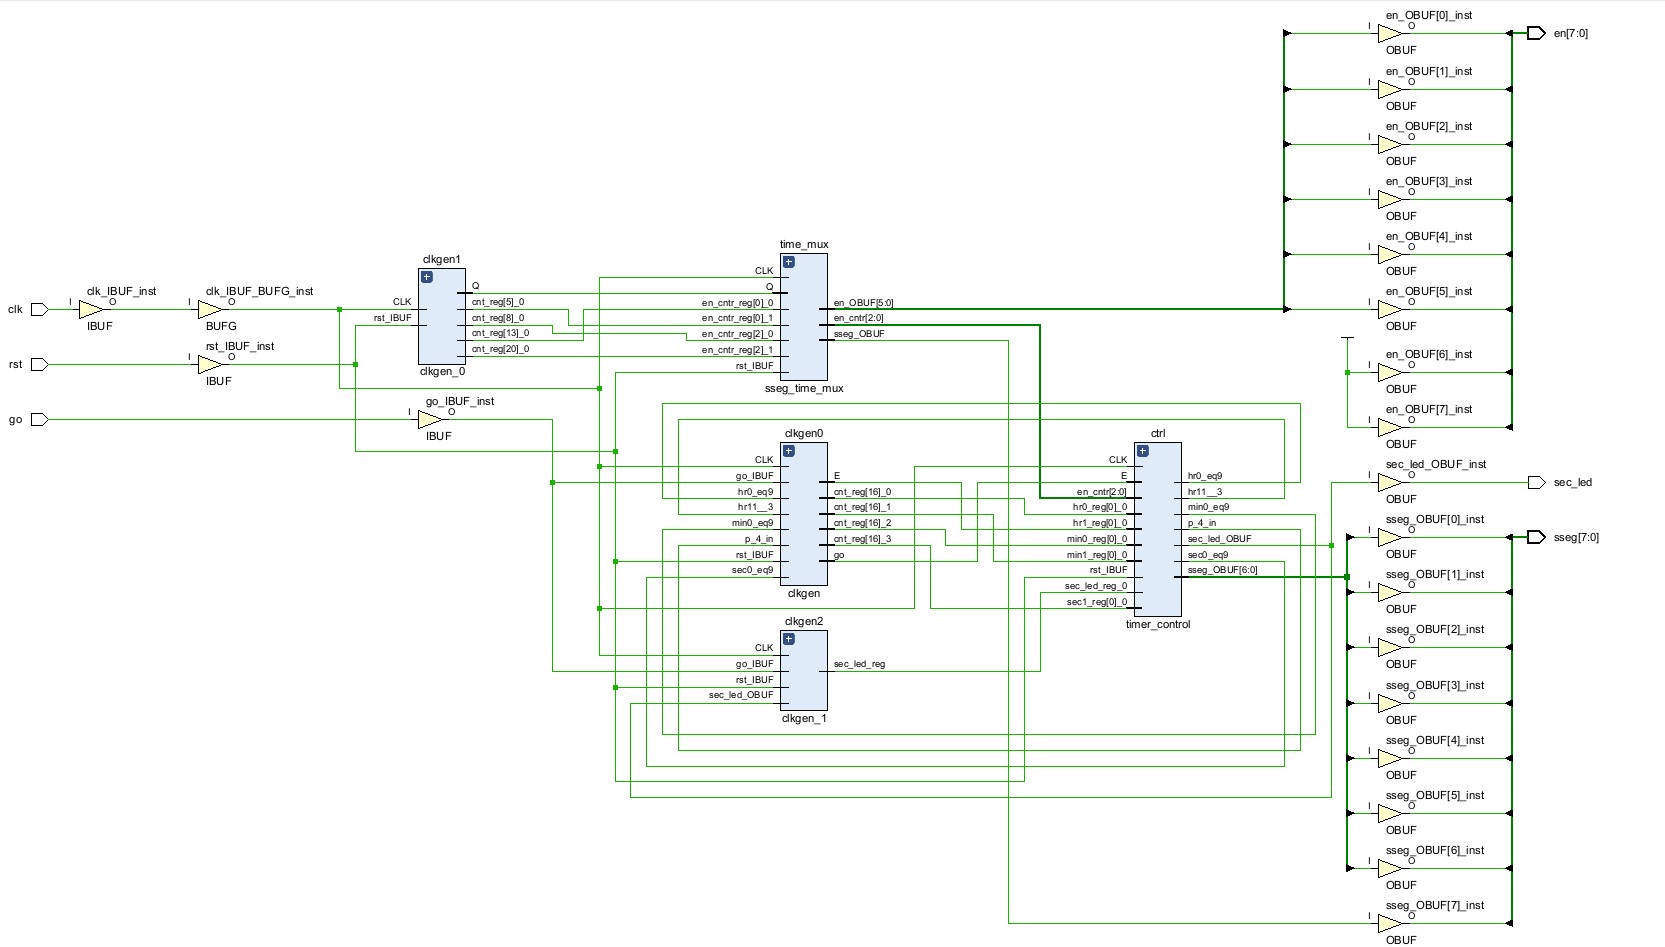 clk
I
O
clk_IBUF_inst
IBUF
I
O
clk_IBUF_BUFG_inst
BUFG
rst
I
O
rst_IBUF_inst
IBUF
go
I
O
go_IBUF_inst
IBUF
clkgen1
CLK
rst_IBUF
Q
cnt_reg[5]_0
cnt_reg[8]_0
cnt_reg[13]_0
cnt_reg[20]_0
clkgen_0
time_mux
CLK
Q
en_cntr_reg[0]_0
en_cntr_reg[0]_1
en_cntr_reg[2]_0
en_cntr_reg[2]_1
rst_IBUF
en_OBUF[5:0]
en_cntr[2:0]
sseg_OBUF
sseg_time_mux
clkgen0
CLK
go_IBUF
hr0_eq9
hr11__3
min0_eq9
p_4_in
rst_IBUF
sec0_eq9
E
cnt_reg[16]_0
cnt_reg[16]_1
cnt_reg[16]_2
cnt_reg[16]_3
go
clkgen
clkgen2
CLK
go_IBUF
rst_IBUF
sec_led_OBUF
sec_led_reg
clkgen_1
ctrl
CLK
E
en_cntr[2:0]
hr0_reg[0]_0
hr1_reg[0]_0
min0_reg[0]_0
min1_reg[0]_0
rst_IBUF
sec_led_reg_0
sec1_reg[0]_0
hr0_eq9
hr11__3
min0_eq9
p_4_in
sec_led_OBUF
sec0_eq9
sseg_OBUF[6:0]
timer_control
en_OBUF[0]_inst
I
O
OBUF
en[7:0]
en_OBUF[1]_inst
I
O
OBUF
en_OBUF[2]_inst
I
O
OBUF
en_OBUF[3]_inst
I
O
OBUF
en_OBUF[4]_inst
I
O
OBUF
en_OBUF[5]_inst
I
O
OBUF
en_OBUF[6]_inst
I
O
OBUF
en_OBUF[7]_inst
I
O
OBUF
sec_led_OBUF_inst
I
O
OBUF
sec_led
sseg_OBUF[0]_inst
I
O
OBUF
sseg[7:0]
sseg_OBUF[1]_inst
I
O
OBUF
sseg_OBUF[2]_inst
I
O
OBUF
sseg_OBUF[3]_inst
I
O
OBUF
sseg_OBUF[4]_inst
I
O
OBUF
sseg_OBUF[5]_inst
I
O
OBUF
sseg_OBUF[6]_inst
I
O
OBUF
sseg_OBUF[7]_inst
I
O
OBUF